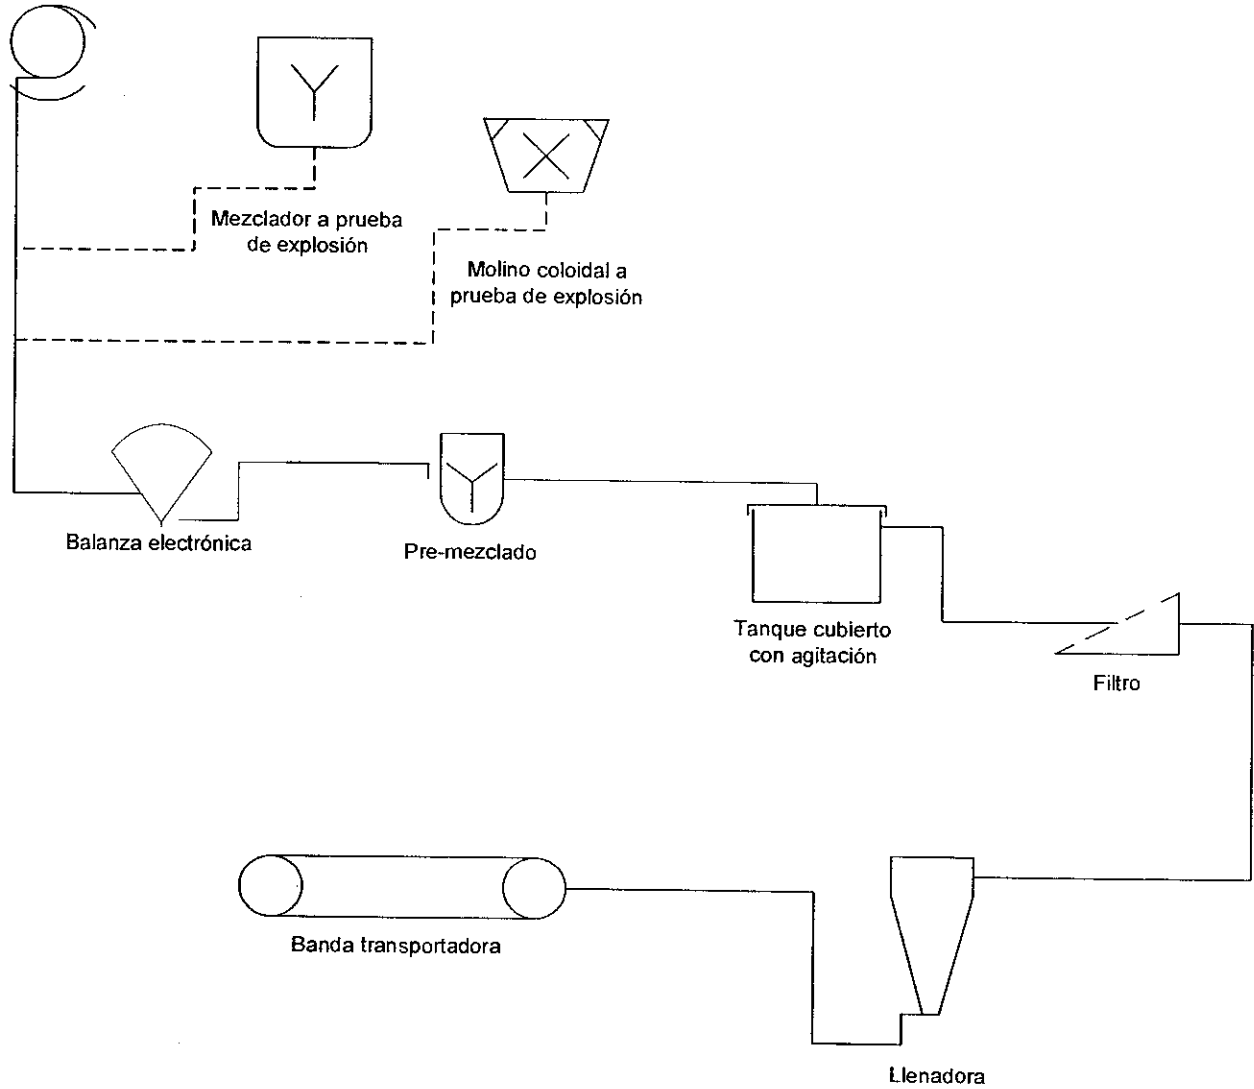 Mezclador a prueba
de explosión
Molino coloidal a
prueba de explosión
Balanza electrónica
Pre-mezclado
Tanque cubierto
con agitación
Filtro
Banda transportadora
Llenadora